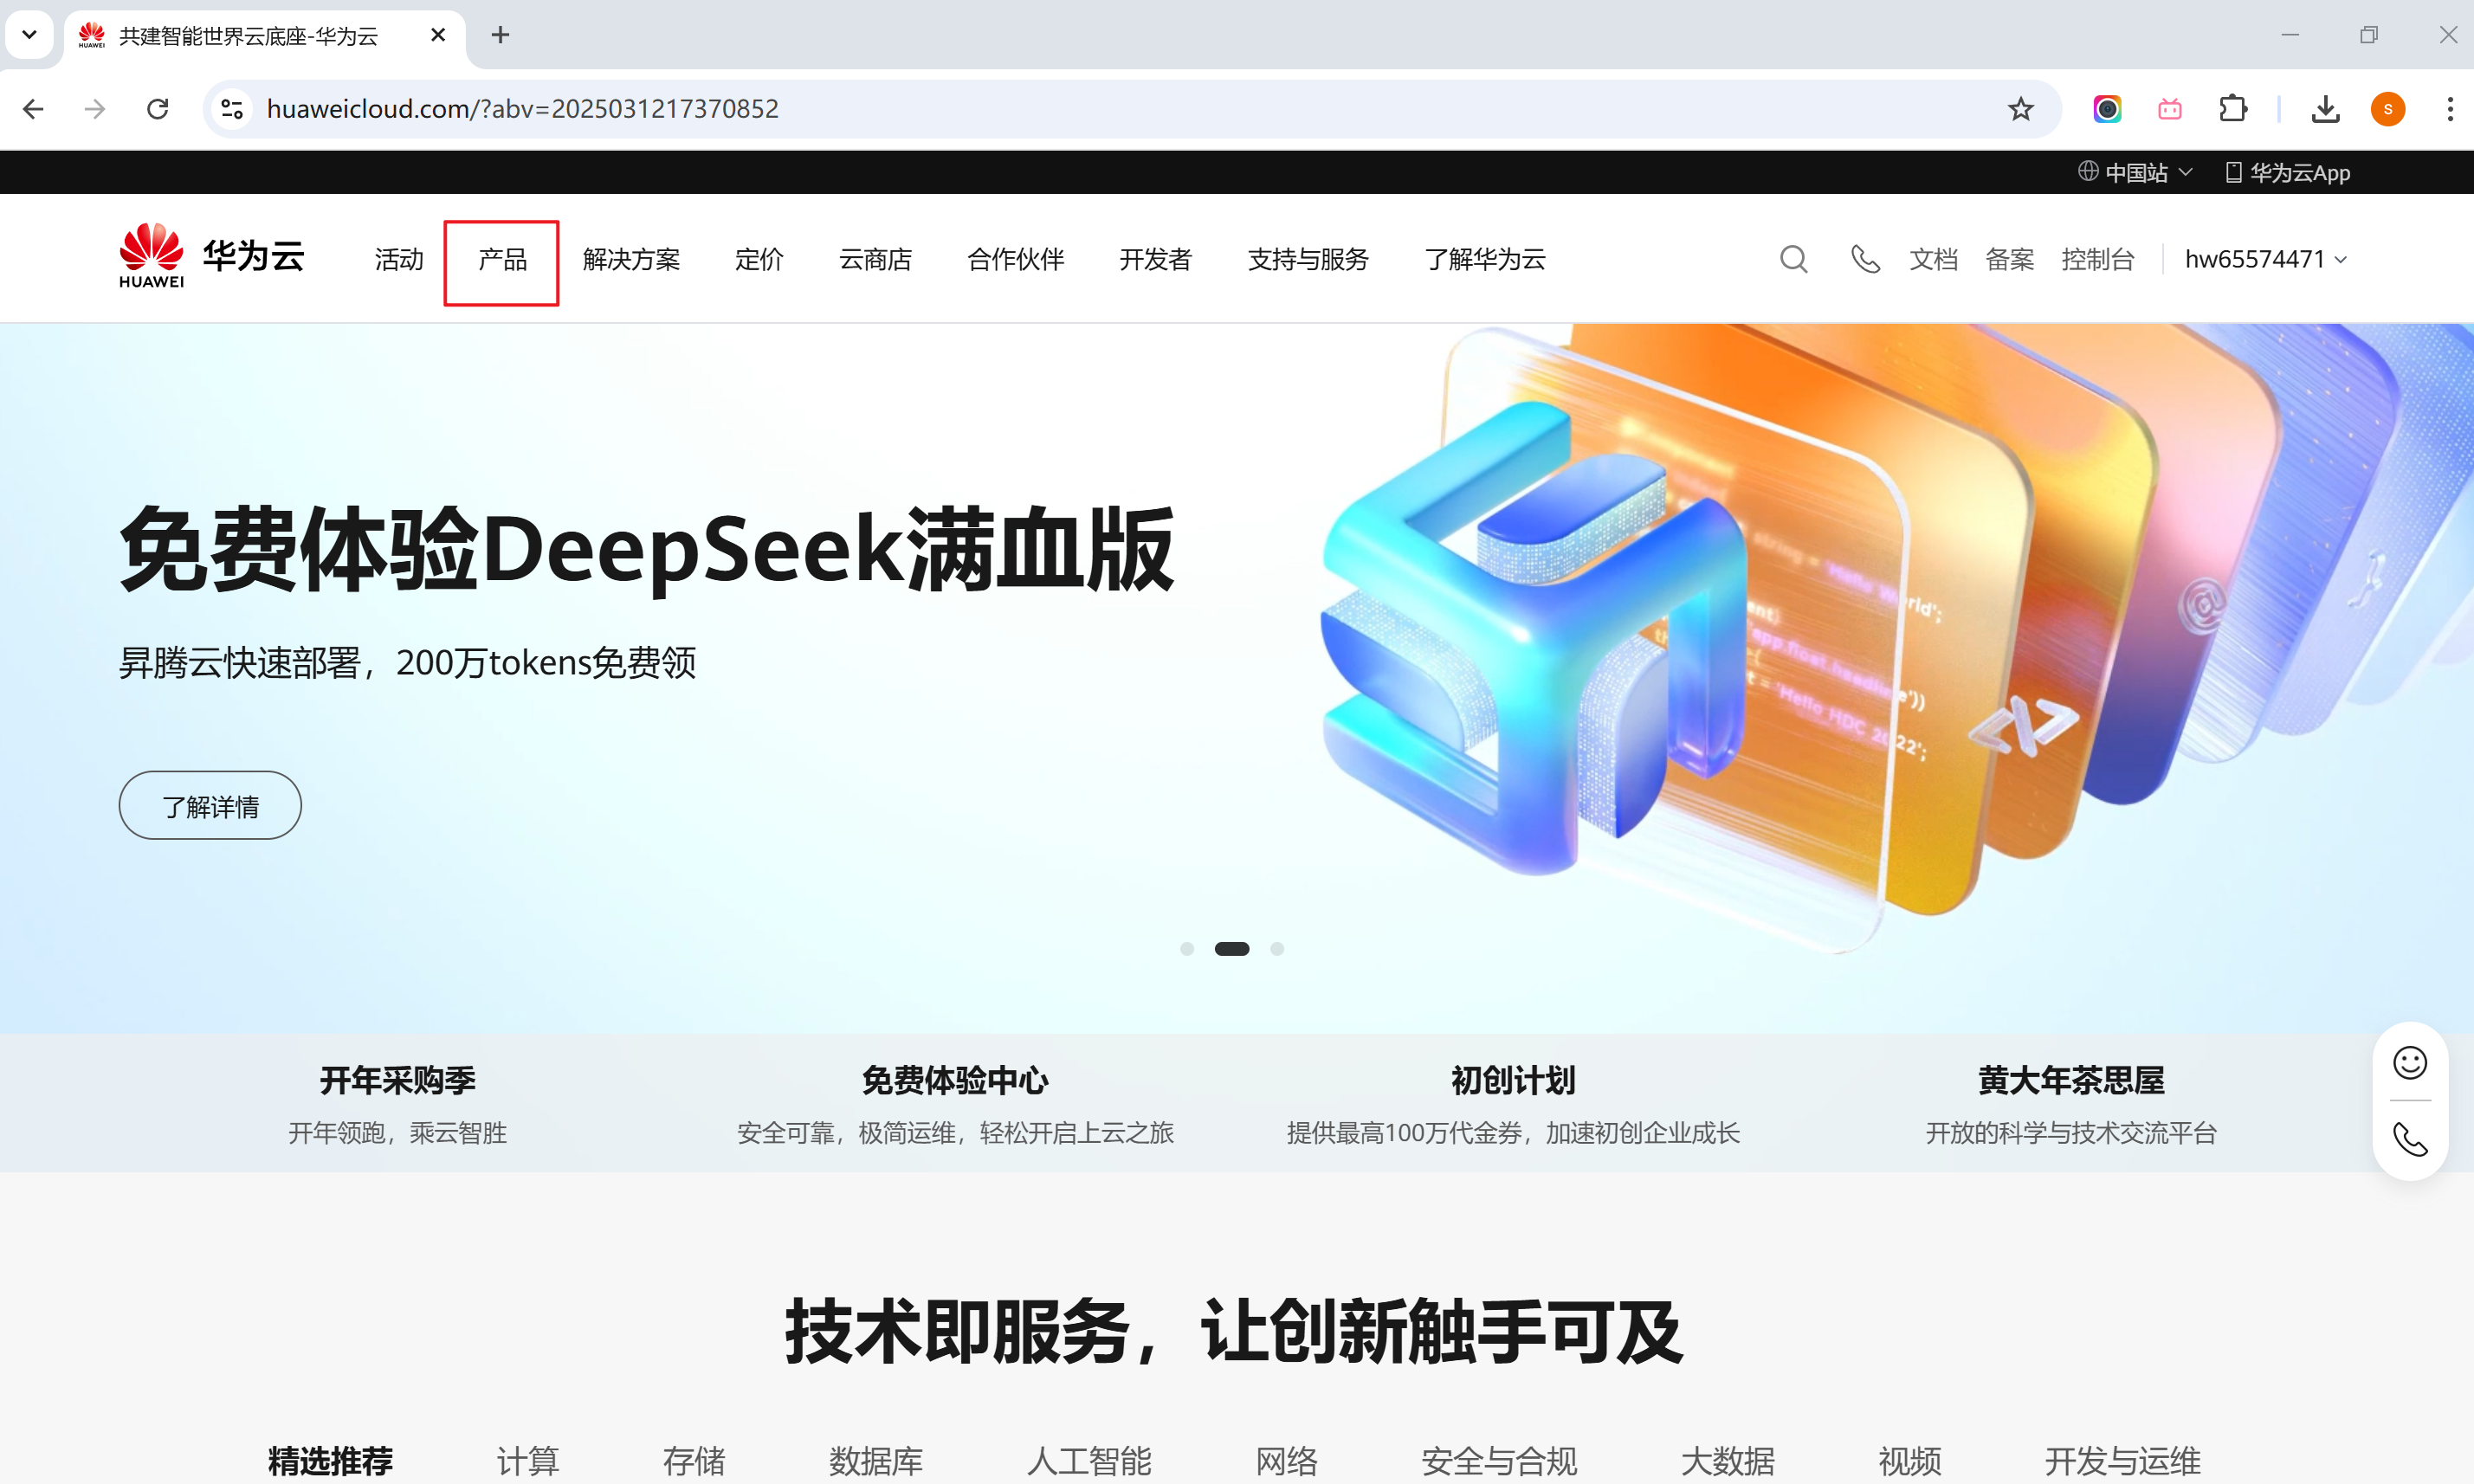 共建智能世界云底座-华为云
huaweicloud.com/?abv=2025031217370852
S
中国站 华为云App
HUAWEI 华为云 活动 产品 解决方案 定价 云商店 合作伙伴 开发者 支持与服务 了解华为云 文档 备案 控制台 hw65574471
免费体验DeepSeek满血版
昇腾云快速部署，200万tokens免费领
了解详情
开年采购季 免费体验中心 初创计划 黄大年茶思屋
开年领跑，乘云智胜 安全可靠，极简运维，轻松开启上云之旅 提供最高100万代金券，加速初创企业成长 开放的科学与技术交流平台
技术即服务，让创新触手可及
精选推荐 计算 存储 数据库 人工智能 网络 安全与合规 大数据 视频 开发与运维